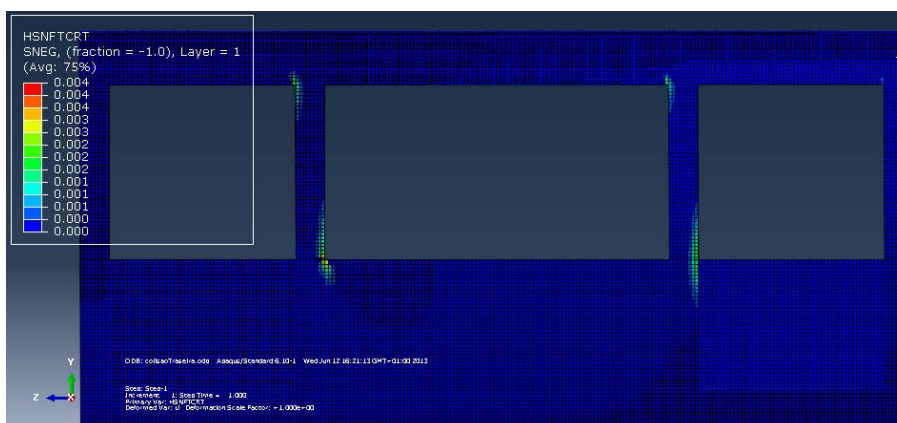 HSNFTCRT
SNEG, (fraction = -1.0), Layer = 1
(Avg: 75%)
0.004
0.004
0.004
0.003
0.003
0.002
0.002
0.002
0.001
0.001
0.001
0.000
0.000
Y
Z
X
ODB: colisaoTraseira.odb Abaqus/Standard 6.10-1 Wed Jun 12 16:21:13 GMT+01:00 2013
Step: Step-1
Increment 1: Step Time = 1.000
Primary Var: HSNFTCRT
Deformed Var: U Deformation Scale Factor: +1.000e+00